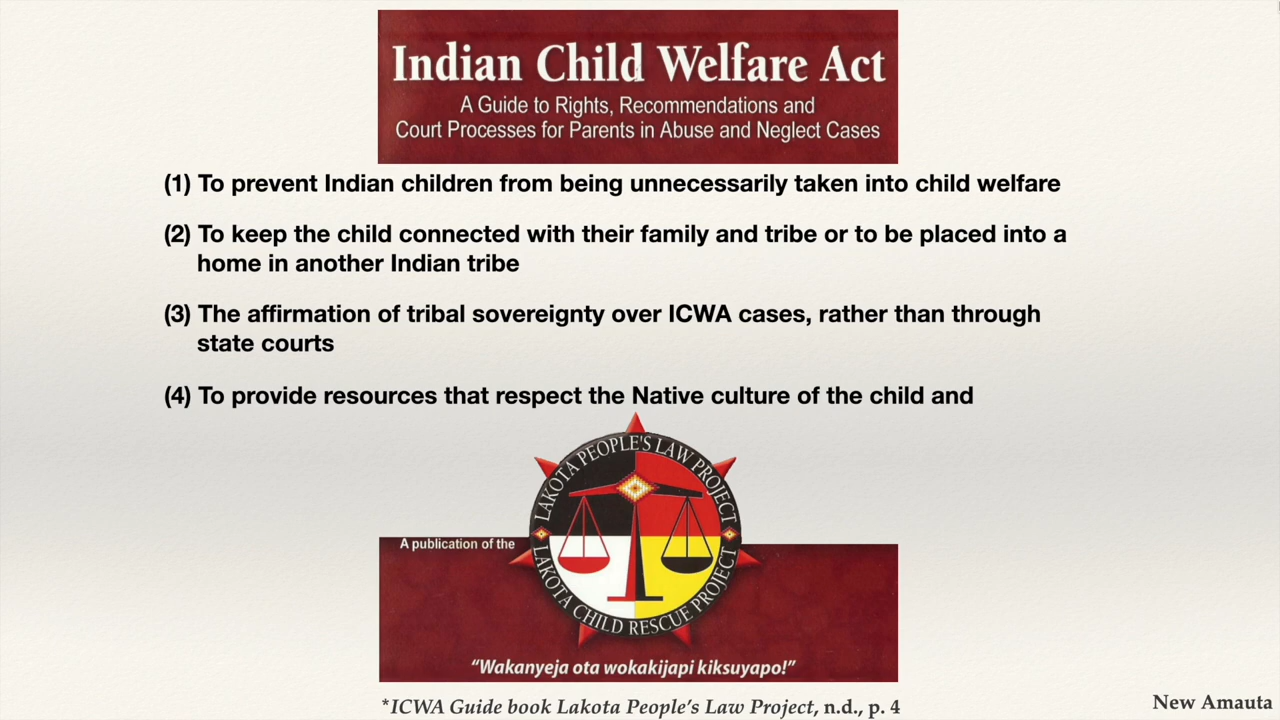 Indian Child Welfare Act
A Guide to Rights, Recommendations and
Court Processes for Parents in Abuse and Neglect Cases
(1) To prevent Indian children from being unnecessarily taken into child welfare
(2) To keep the child connected with their family and tribe or to be placed into a
home in another Indian tribe
(3) The affirmation of tribal sovereignty over ICWA cases, rather than through
state courts
(4) To provide resources that respect the Native culture of the child and
LAKOTA PEOPLE'S LAW PROJECT
A publication of the
LAKOTA CHILD RESCUE PROJECT
“Wakanyeja ota wokakijapi kiksuyapo!”
*ICWA Guide book Lakota People’s Law Project, n.d., p. 4
New Amauta